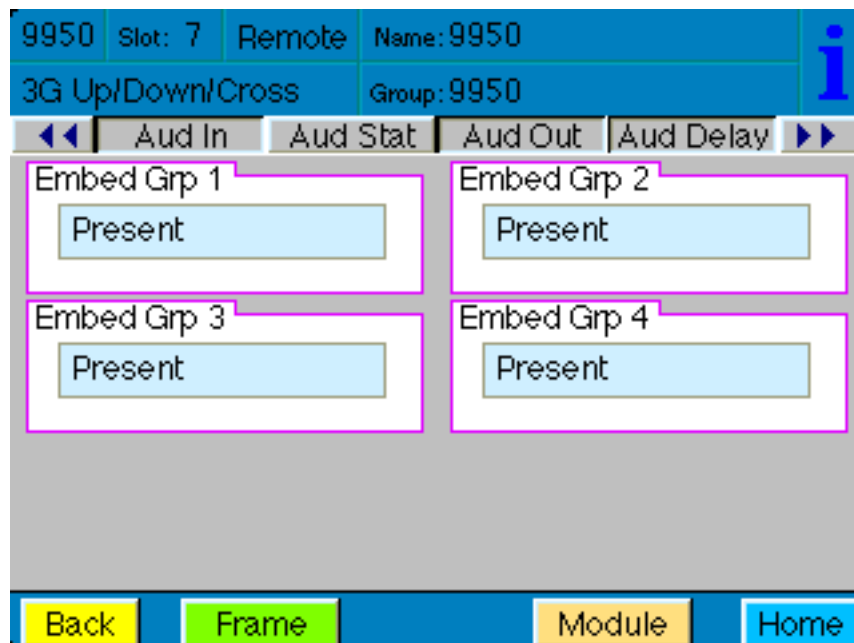 9950 Slot: 7 Remote Name: 9950
3G Up/Down/Cross Group: 9950
i
Aud In Aud Stat Aud Out Aud Delay
Embed Grp 1 Embed Grp 2
Present Present
Embed Grp 3 Embed Grp 4
Present Present
Back Frame Module Home